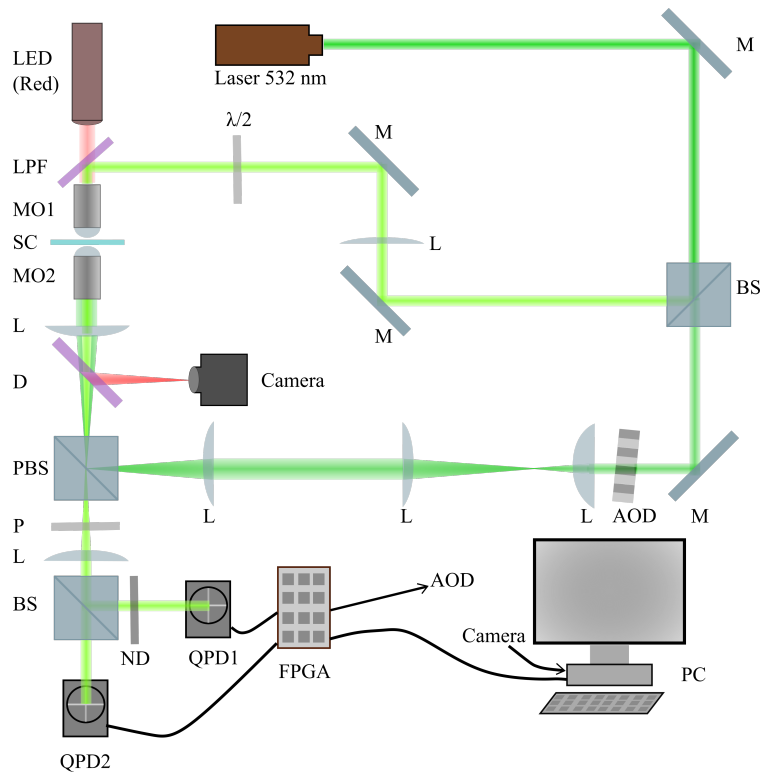 LED
(Red)
Laser 532 nm
M
λ/2
M
LPF
MO1
SC
L
MO2
BS
L
M
D
Camera
PBS
L
L
L
AOD
M
P
L
AOD
BS
Camera
ND
QPD1
FPGA
PC
QPD2